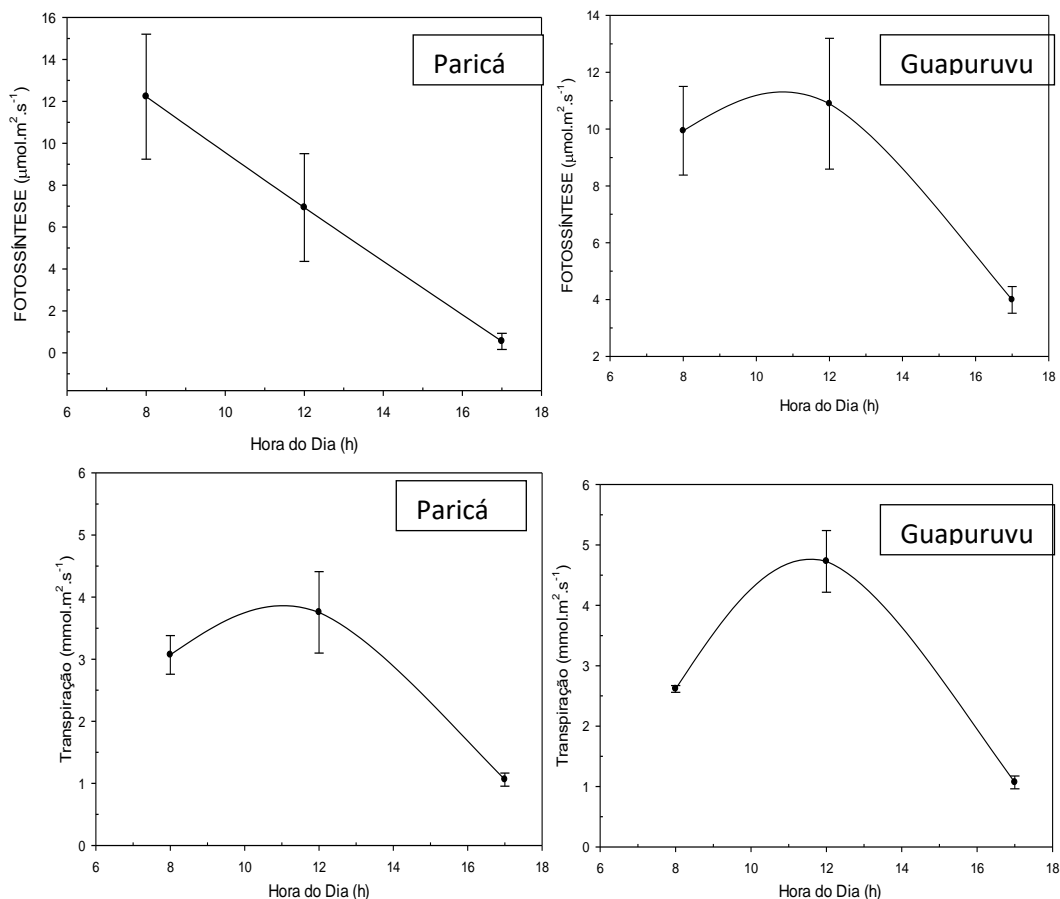 Paricá
FOTOSSÍNTESE (μmol.m².s⁻¹)
16
14
12
10
8
6
4
2
0
6 8 10 12 14 16 18
Hora do Dia (h)
Guapuruvu
FOTOSSÍNTESE (μmol.m².s⁻¹)
14
12
10
8
6
4
2
6 8 10 12 14 16 18
Hora do Dia (h)
Paricá
Transpiração (mmol.m².s⁻¹)
6
5
4
3
2
1
0
6 8 10 12 14 16 18
Hora do Dia (h)
Guapuruvu
Transpiração (mmol.m².s⁻¹)
6
5
4
3
2
1
0
6 8 10 12 14 16 18
Hora do Dia (h)